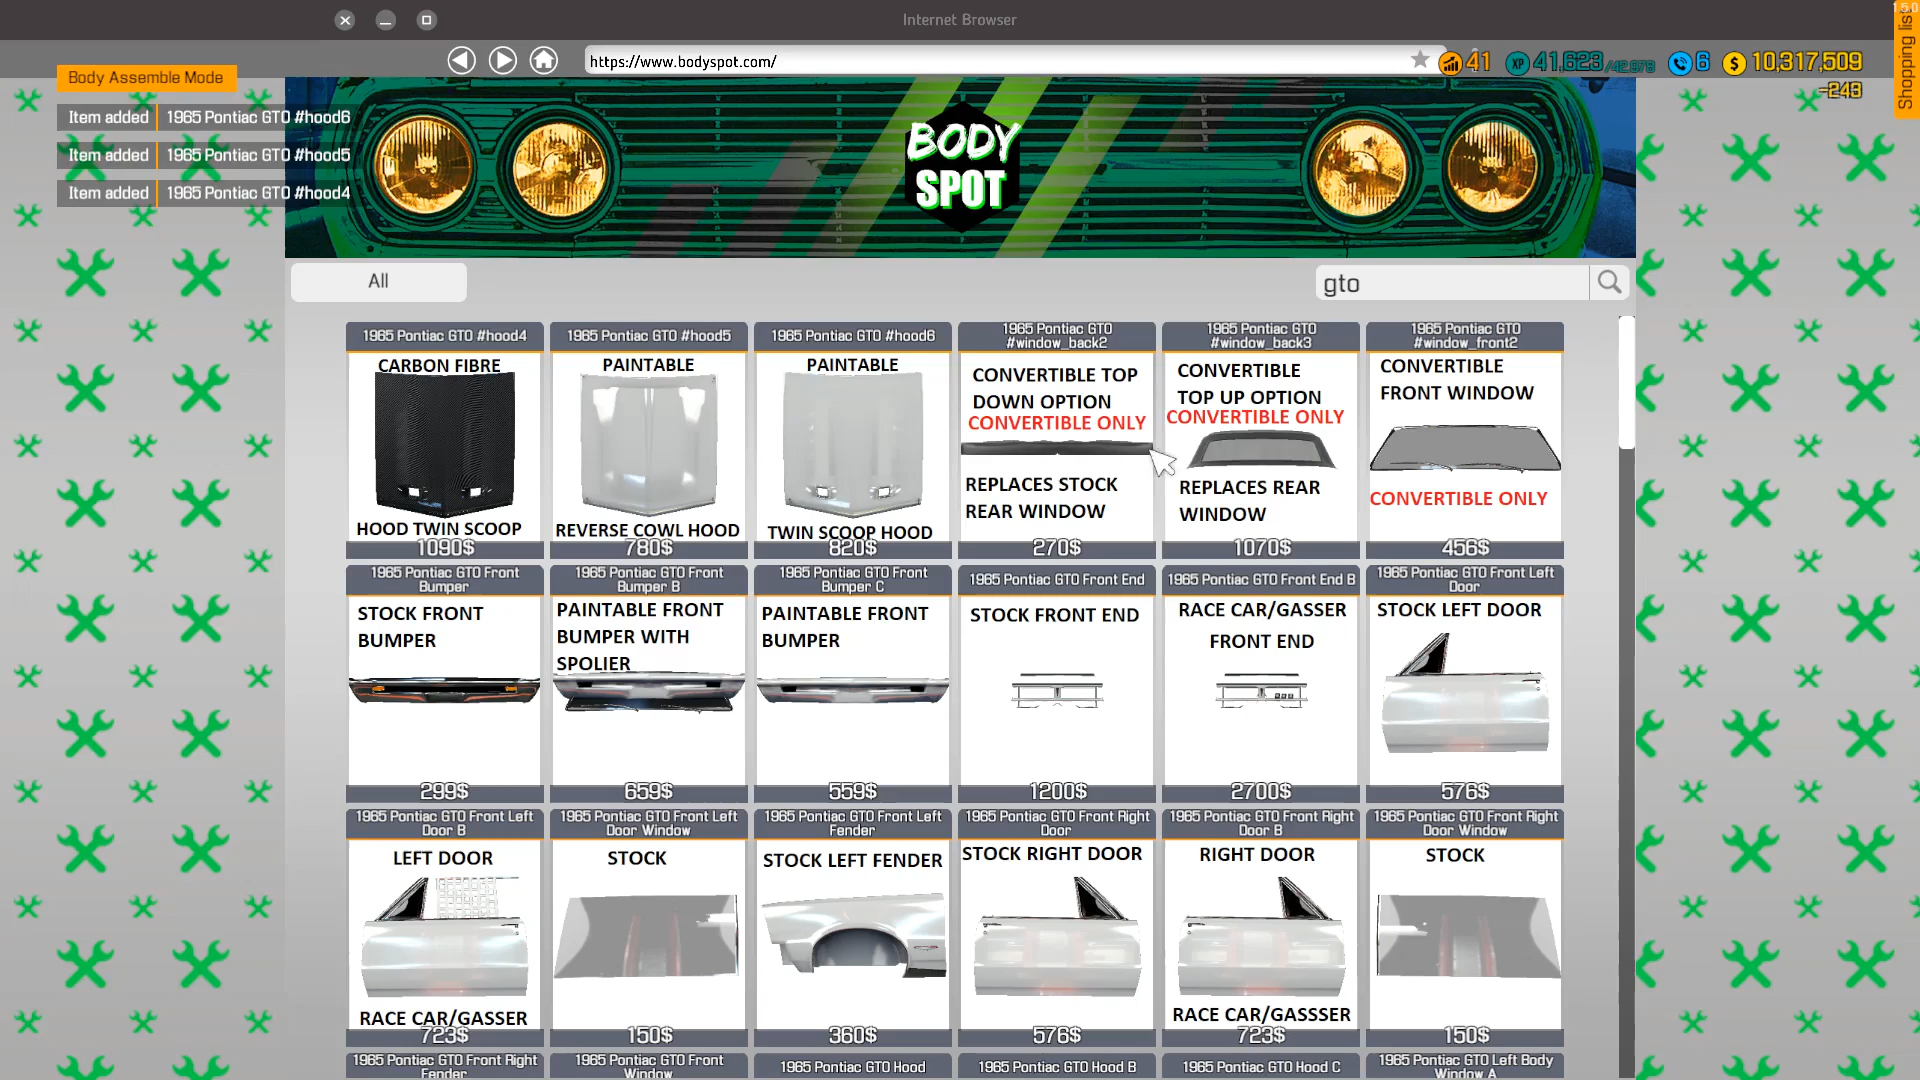 Internet Browser
1.5.0
Shopping list
https://www.bodyspot.com/
41
XP
41,623/42,978
6
$
10,317,509
-243
Body Assemble Mode
Item added 1965 Pontiac GTO #hood6
Item added 1965 Pontiac GTO #hood5
Item added 1965 Pontiac GTO #hood4
BODY
SPOT
All
gto
1965 Pontiac GTO #hood4
CARBON FIBRE
HOOD TWIN SCOOP
1090$
1965 Pontiac GTO #hood5
PAINTABLE
REVERSE COWL HOOD
780$
1965 Pontiac GTO #hood6
PAINTABLE
TWIN SCOOP HOOD
820$
1965 Pontiac GTO
#window_back2
CONVERTIBLE TOP
DOWN OPTION
CONVERTIBLE ONLY
REPLACES STOCK
REAR WINDOW
270$
1965 Pontiac GTO
#window_back3
CONVERTIBLE
TOP UP OPTION
CONVERTIBLE ONLY
REPLACES REAR
WINDOW
1070$
1965 Pontiac GTO
#window_front2
CONVERTIBLE
FRONT WINDOW
CONVERTIBLE ONLY
456$
1965 Pontiac GTO Front
Bumper
STOCK FRONT
BUMPER
299$
1965 Pontiac GTO Front
Bumper B
PAINTABLE FRONT
BUMPER WITH
SPOLIER
659$
1965 Pontiac GTO Front
Bumper C
PAINTABLE FRONT
BUMPER
559$
1965 Pontiac GTO Front End
STOCK FRONT END
1200$
1965 Pontiac GTO Front End B
RACE CAR/GASSER
FRONT END
2700$
1965 Pontiac GTO Front Left
Door
STOCK LEFT DOOR
576$
1965 Pontiac GTO Front Left
Door B
LEFT DOOR
RACE CAR/GASSER
723$
1965 Pontiac GTO Front Left
Door Window
STOCK
150$
1965 Pontiac GTO Front Left
Fender
STOCK LEFT FENDER
360$
1965 Pontiac GTO Front Right
Door
STOCK RIGHT DOOR
576$
1965 Pontiac GTO Front Right
Door B
RIGHT DOOR
RACE CAR/GASSSER
723$
1965 Pontiac GTO Front Right
Door Window
STOCK
150$
1965 Pontiac GTO Front Right
Fender
1965 Pontiac GTO Front
Window
1965 Pontiac GTO Hood
1965 Pontiac GTO Hood B
1965 Pontiac GTO Hood C
1965 Pontiac GTO Left Body
Window A